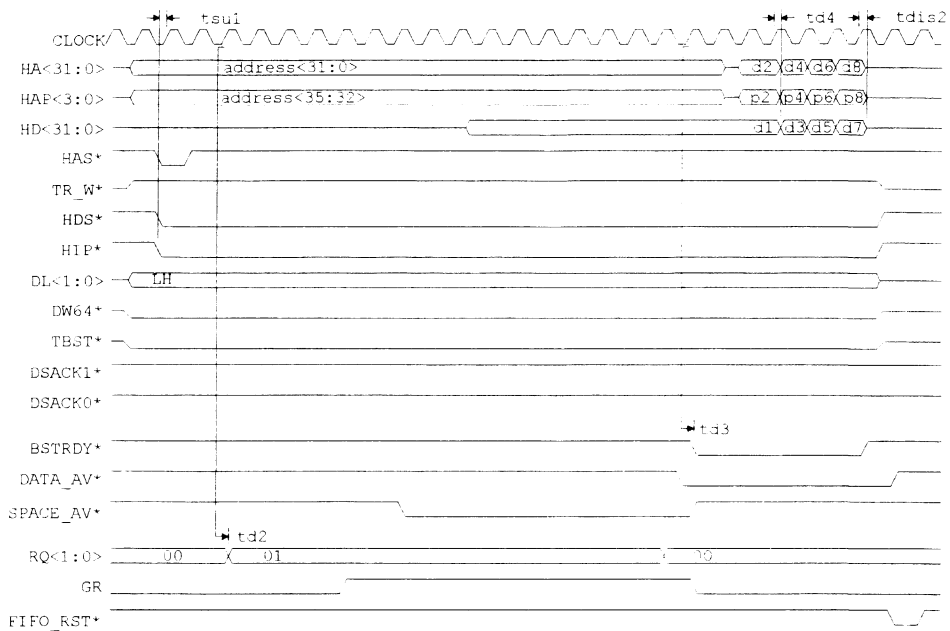 tsu1 td4 tdis2
CLOCK
HA<31:0> address<31:0> d2 d4 d6 d8
HAP<3:0> address<35:32> p2 p4 p6 p8
HD<31:0> d1 d3 d5 d7
HAS*
TR_W*
HDS*
HIP*
DL<1:0> LH
DW64*
TBST*
DSACK1*
DSACK0*
td3
BSTRDY*
DATA_AV*
SPACE_AV*
td2
RQ<1:0> 00 01 00
GR
FIFO_RST*